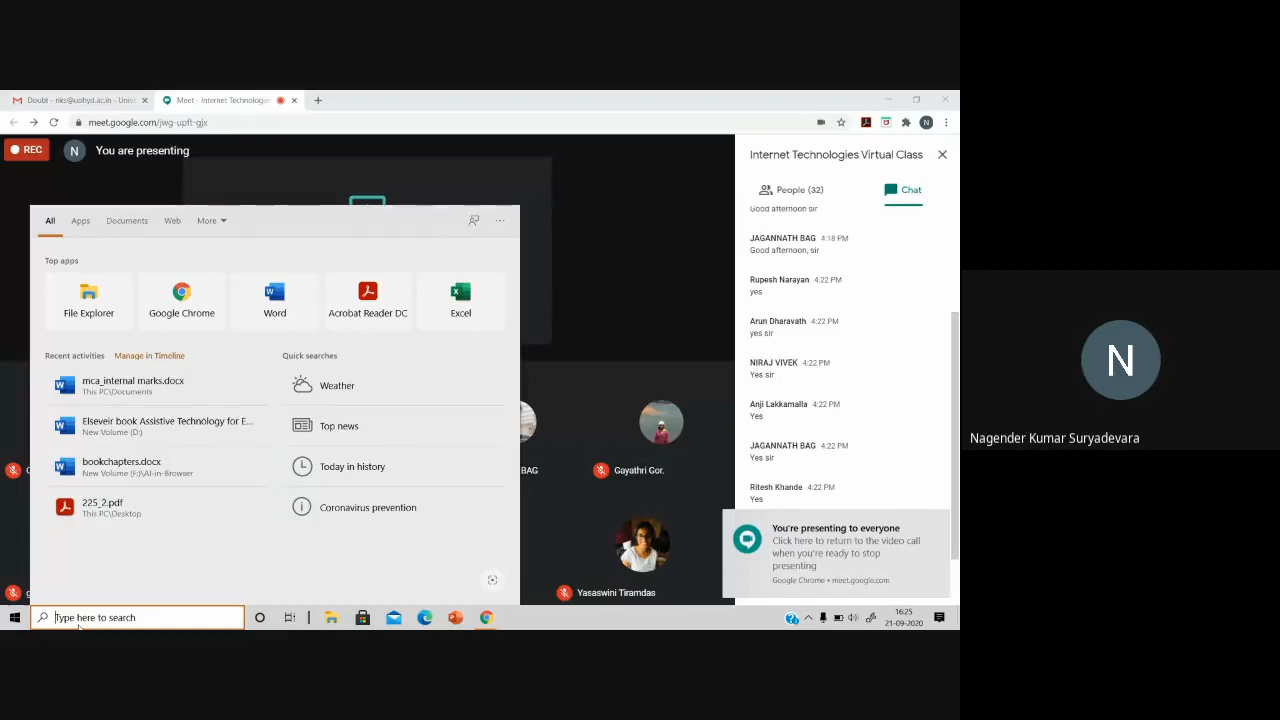 Doubt - nks@uohyd.ac.in - Univ
Meet - Internet Technologies
meet.google.com/jwg-upft-gjx
N
REC
N
You are presenting
Internet Technologies Virtual Class
People (32)
Chat
Good afternoon sir
JAGANNATH BAG 4:18 PM
Good afternoon, sir
Rupesh Narayan 4:22 PM
yes
Arun Dharavath 4:22 PM
yes sir
NIRAJ VIVEK 4:22 PM
Yes sir
Anji Lakkamalla 4:22 PM
Yes
JAGANNATH BAG 4:22 PM
Yes sir
Ritesh Khande 4:22 PM
Yes
You're presenting to everyone
Click here to return to the video call
when you're ready to stop
presenting
Google Chrome • meet.google.com
All Apps Documents Web More
Top apps
File Explorer
Google Chrome
Word
Acrobat Reader DC
Excel
Recent activities Manage in Timeline
mca_internal marks.docx
This PC\Documents
Elseveir book Assistive Technology for E...
New Volume (D:)
bookchapters.docx
New Volume (F:)\AI-in-Browser
225_2.pdf
This PC\Desktop
Quick searches
Weather
Top news
Today in history
Coronavirus prevention
BAG
Gayathri Gor.
Yasaswini Tiramdas
Type here to search
16:25
21-09-2020
N
Nagender Kumar Suryadevara